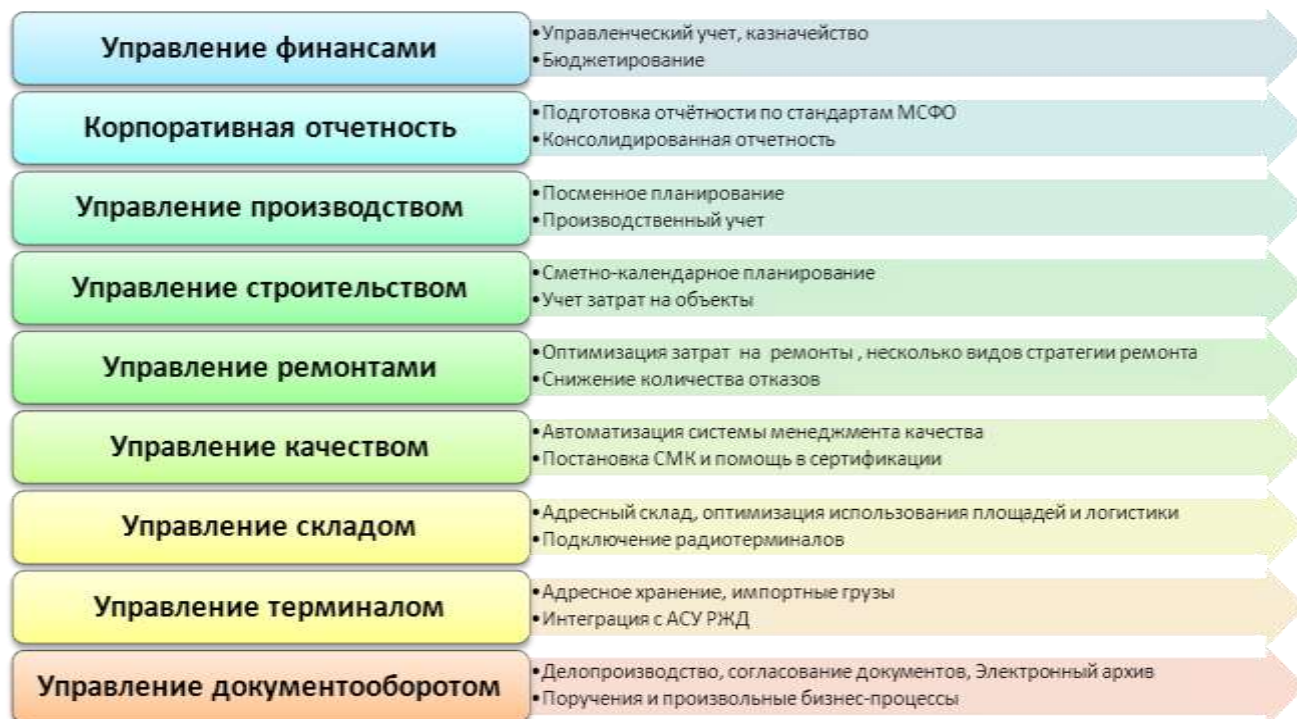 Управление финансами
•Управленческий учет, казначейство
•Бюджетирование
Корпоративная отчетность
•Подготовка отчётности по стандартам МСФО
•Консолидированная отчетность
Управление производством
•Посменное планирование
•Производственный учет
Управление строительством
•Сметно-календарное планирование
•Учет затрат на объекты
Управление ремонтами
•Оптимизация затрат на ремонты , несколько видов стратегии ремонта
•Снижение количества отказов
Управление качеством
•Автоматизация системы менеджмента качества
•Постановка СМК и помощь в сертификации
Управление складом
•Адресный склад, оптимизация использования площадей и логистики
•Подключение радиотерминалов
Управление терминалом
•Адресное хранение, импортные грузы
•Интеграция с АСУ РЖД
Управление документооборотом
•Делопроизводство, согласование документов, Электронный архив
•Поручения и произвольные бизнес-процессы